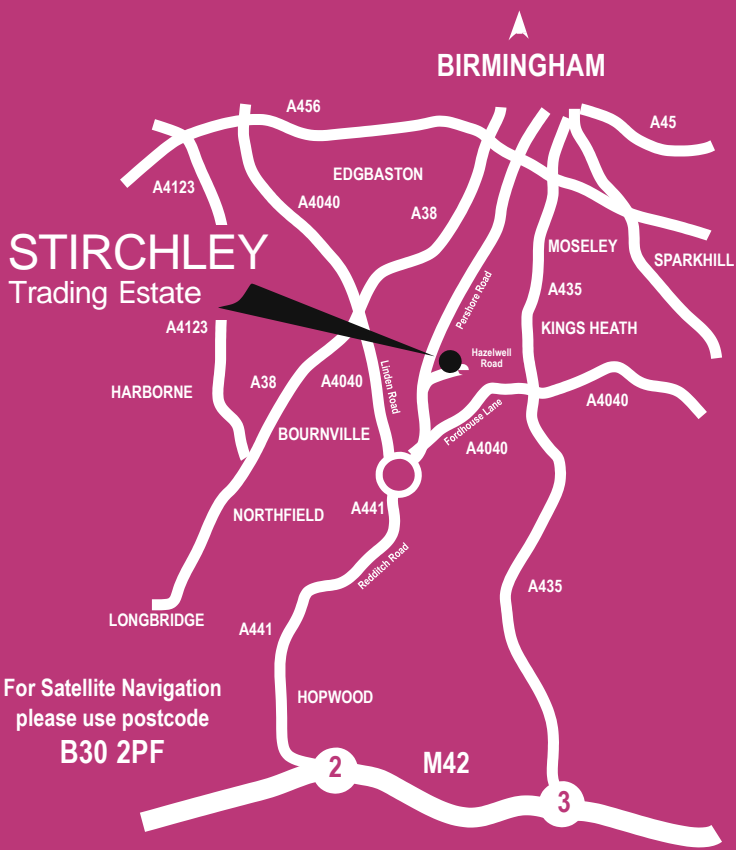 BIRMINGHAM
A456
A45
EDGBASTON
A4123
A4040
A38
STIRCHLEY
Trading Estate
MOSELEY
SPARKHILL
A435
Pershore Road
A4123
KINGS HEATH
Hazelwell
Road
HARBORNE
A38
A4040
Linden Road
A4040
Fordhouse Lane
BOURNVILLE
A4040
NORTHFIELD
A441
Redditch Road
A435
LONGBRIDGE
A441
For Satellite Navigation
please use postcode
B30 2PF
HOPWOOD
M42
2
3